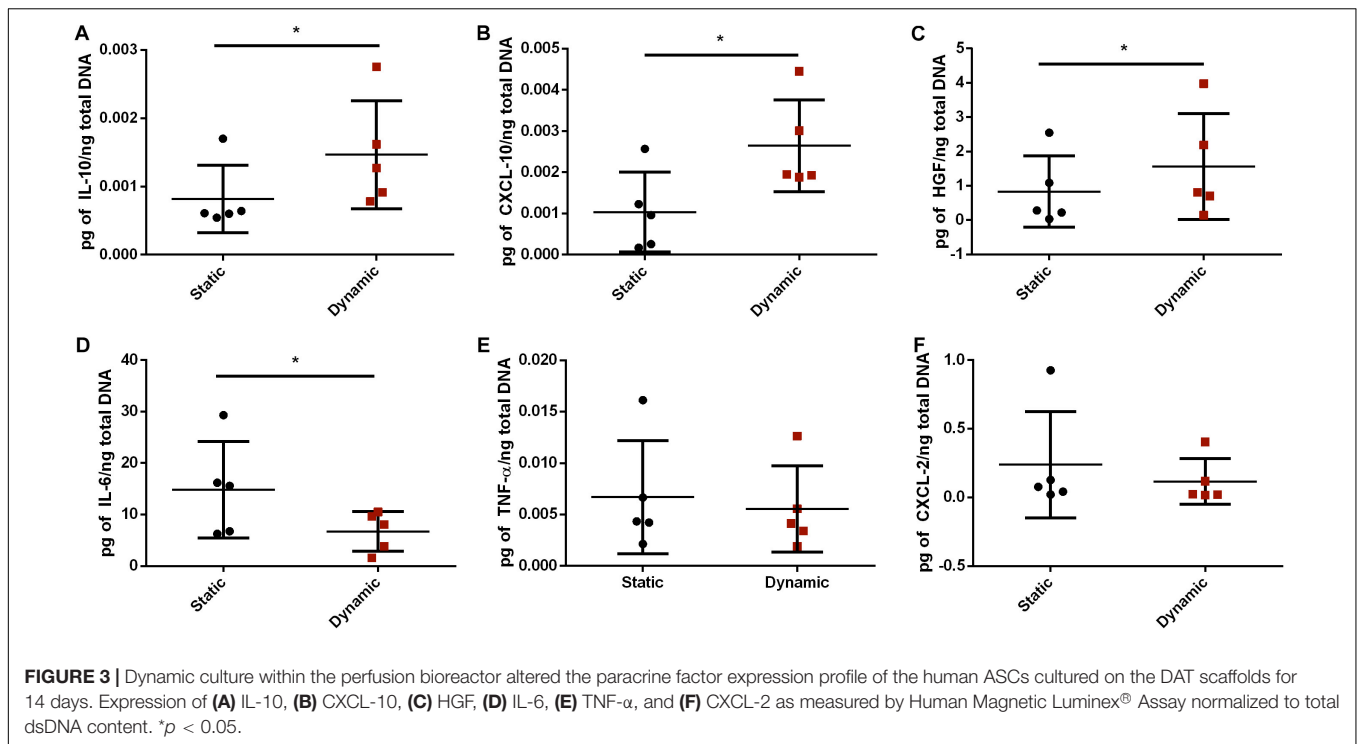 A
pg of IL-10/ng total DNA
0.003
0.002
0.001
0.000
*
Static
Dynamic
B
pg of CXCL-10/ng total DNA
0.005
0.004
0.003
0.002
0.001
0.000
*
Static
Dynamic
C
pg of HGF/ng total DNA
5
4
3
2
1
0
-1
*
Static
Dynamic
D
pg of IL-6/ng total DNA
40
30
20
10
0
*
Static
Dynamic
E
pg of TNF-α/ng total DNA
0.020
0.015
0.010
0.005
0.000
Static
Dynamic
F
pg of CXCL-2/ng total DNA
1.0
0.5
0.0
-0.5
Static
Dynamic
FIGURE 3 | Dynamic culture within the perfusion bioreactor altered the paracrine factor expression profile of the human ASCs cultured on the DAT scaffolds for
14 days. Expression of (A) IL-10, (B) CXCL-10, (C) HGF, (D) IL-6, (E) TNF-α, and (F) CXCL-2 as measured by Human Magnetic Luminex® Assay normalized to total
dsDNA content. *p < 0.05.